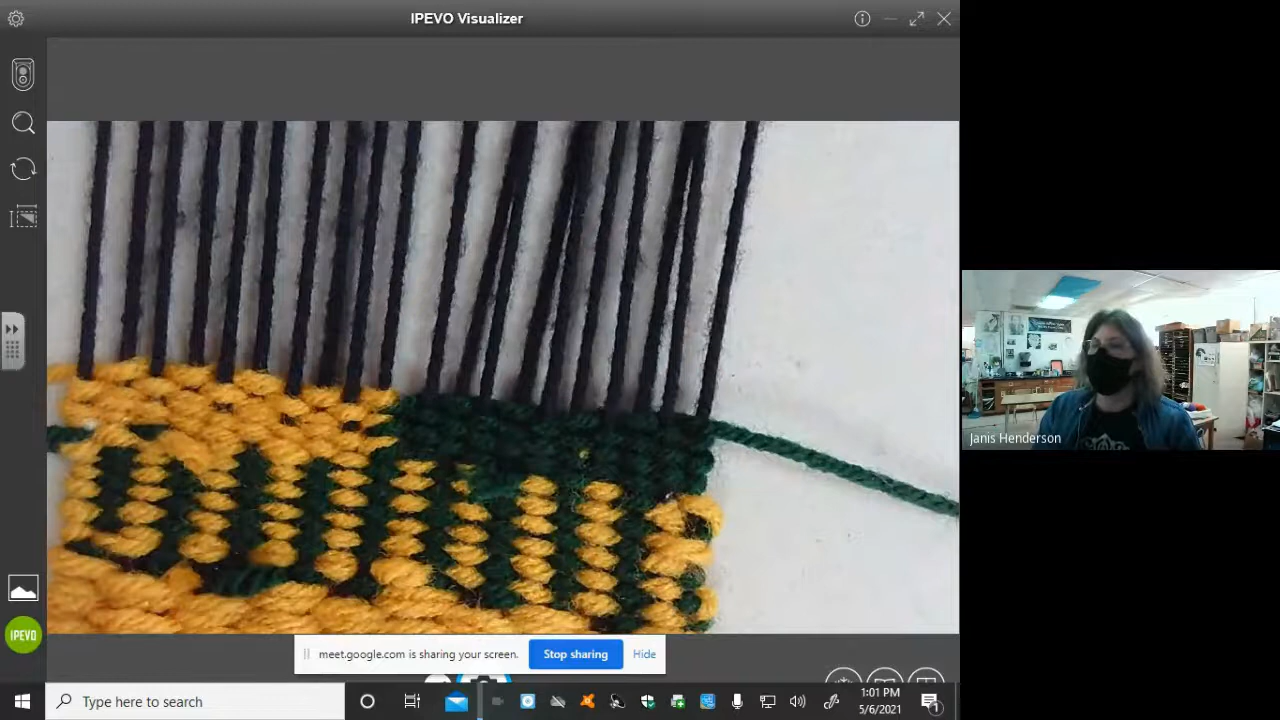 IPEVO Visualizer
IPEVO
Janis Henderson
meet.google.com is sharing your screen.
Stop sharing
Hide
Type here to search
1:01 PM
5/6/2021
1